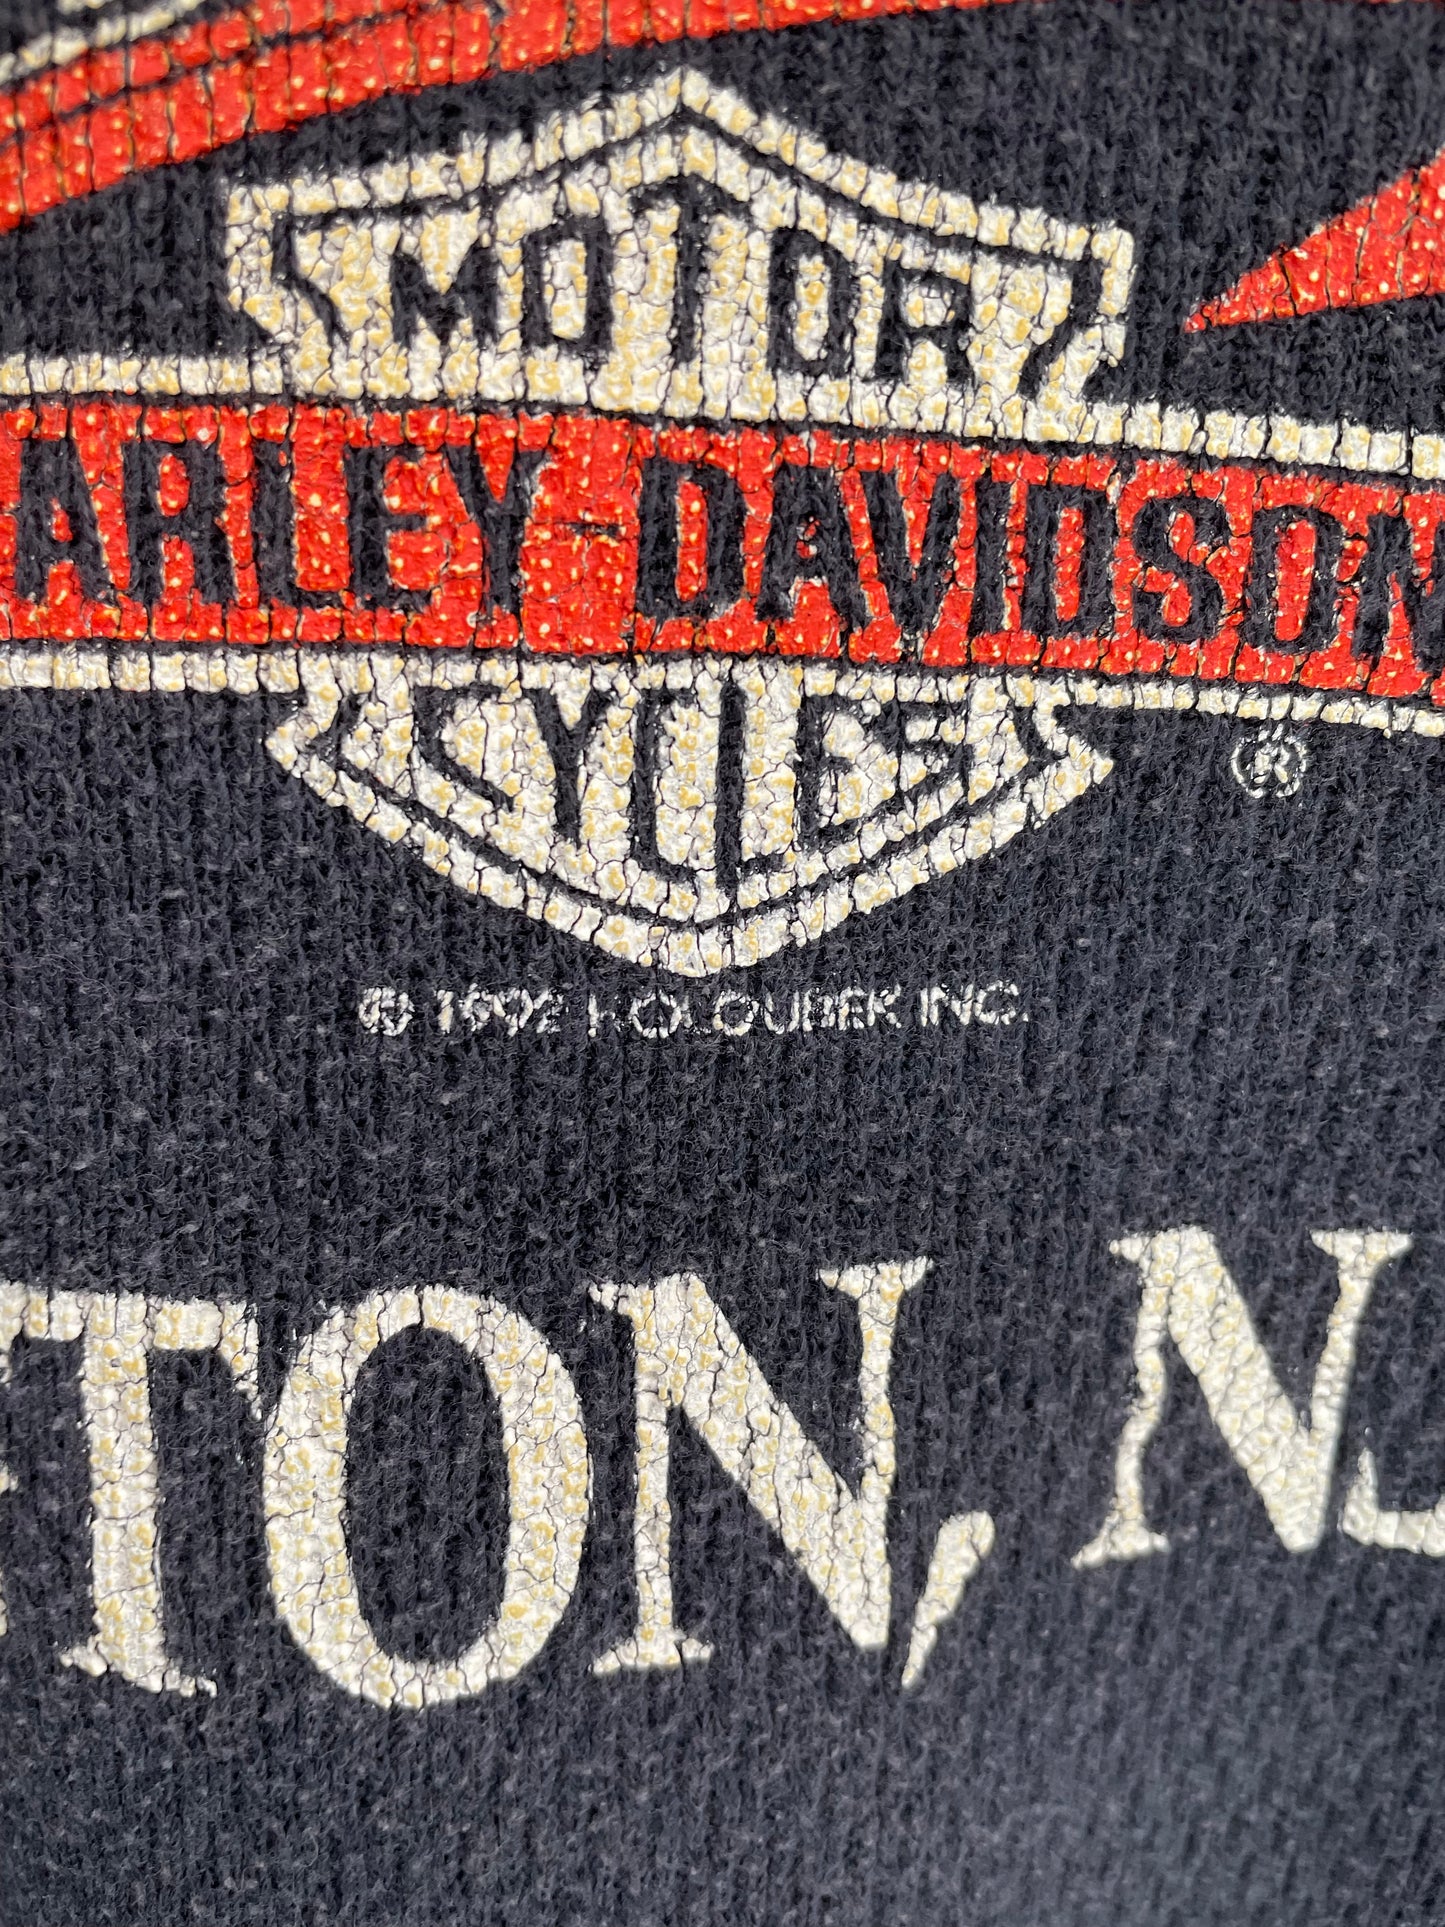 MOTOR
ARLEY-DAVIDSON
CYCLES
®
© 1992 HOLOUBEK INC.
TON, N